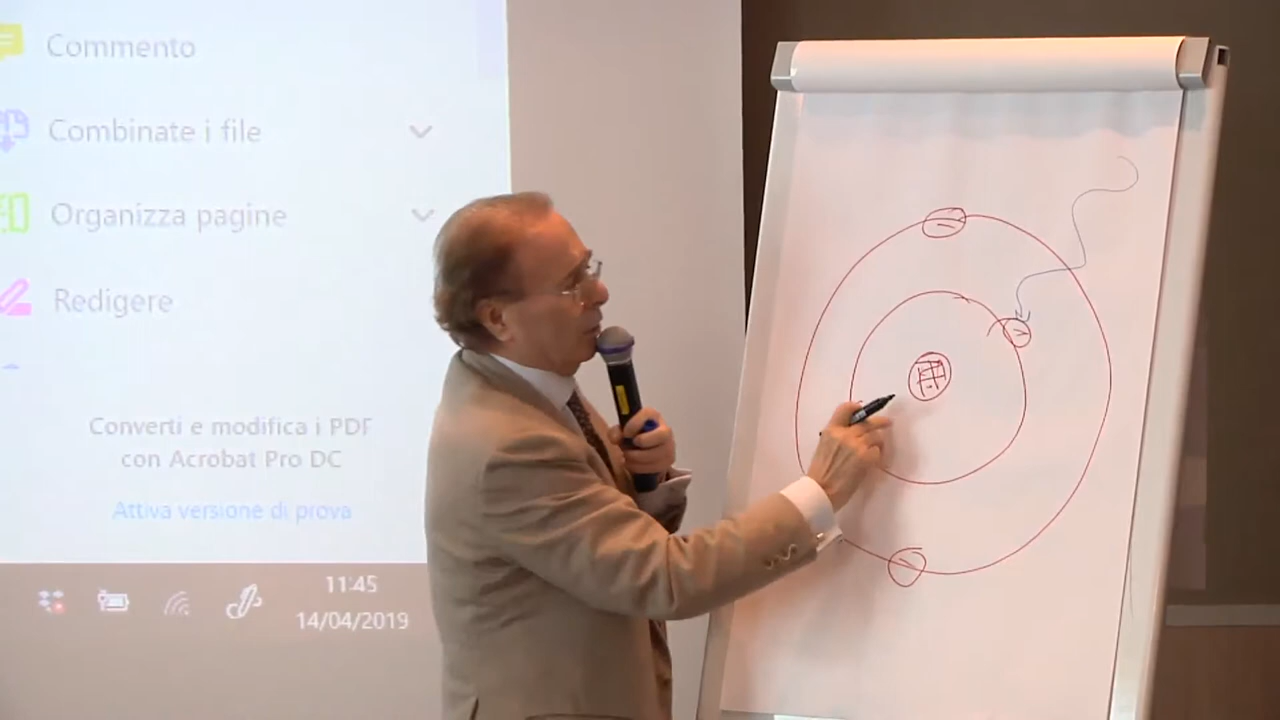 Commento
Combinate i file
Organizza pagine
Redigere
Converti e modifica i PDF
con Acrobat Pro DC
Attiva versione di prova
11:45
14/04/2019